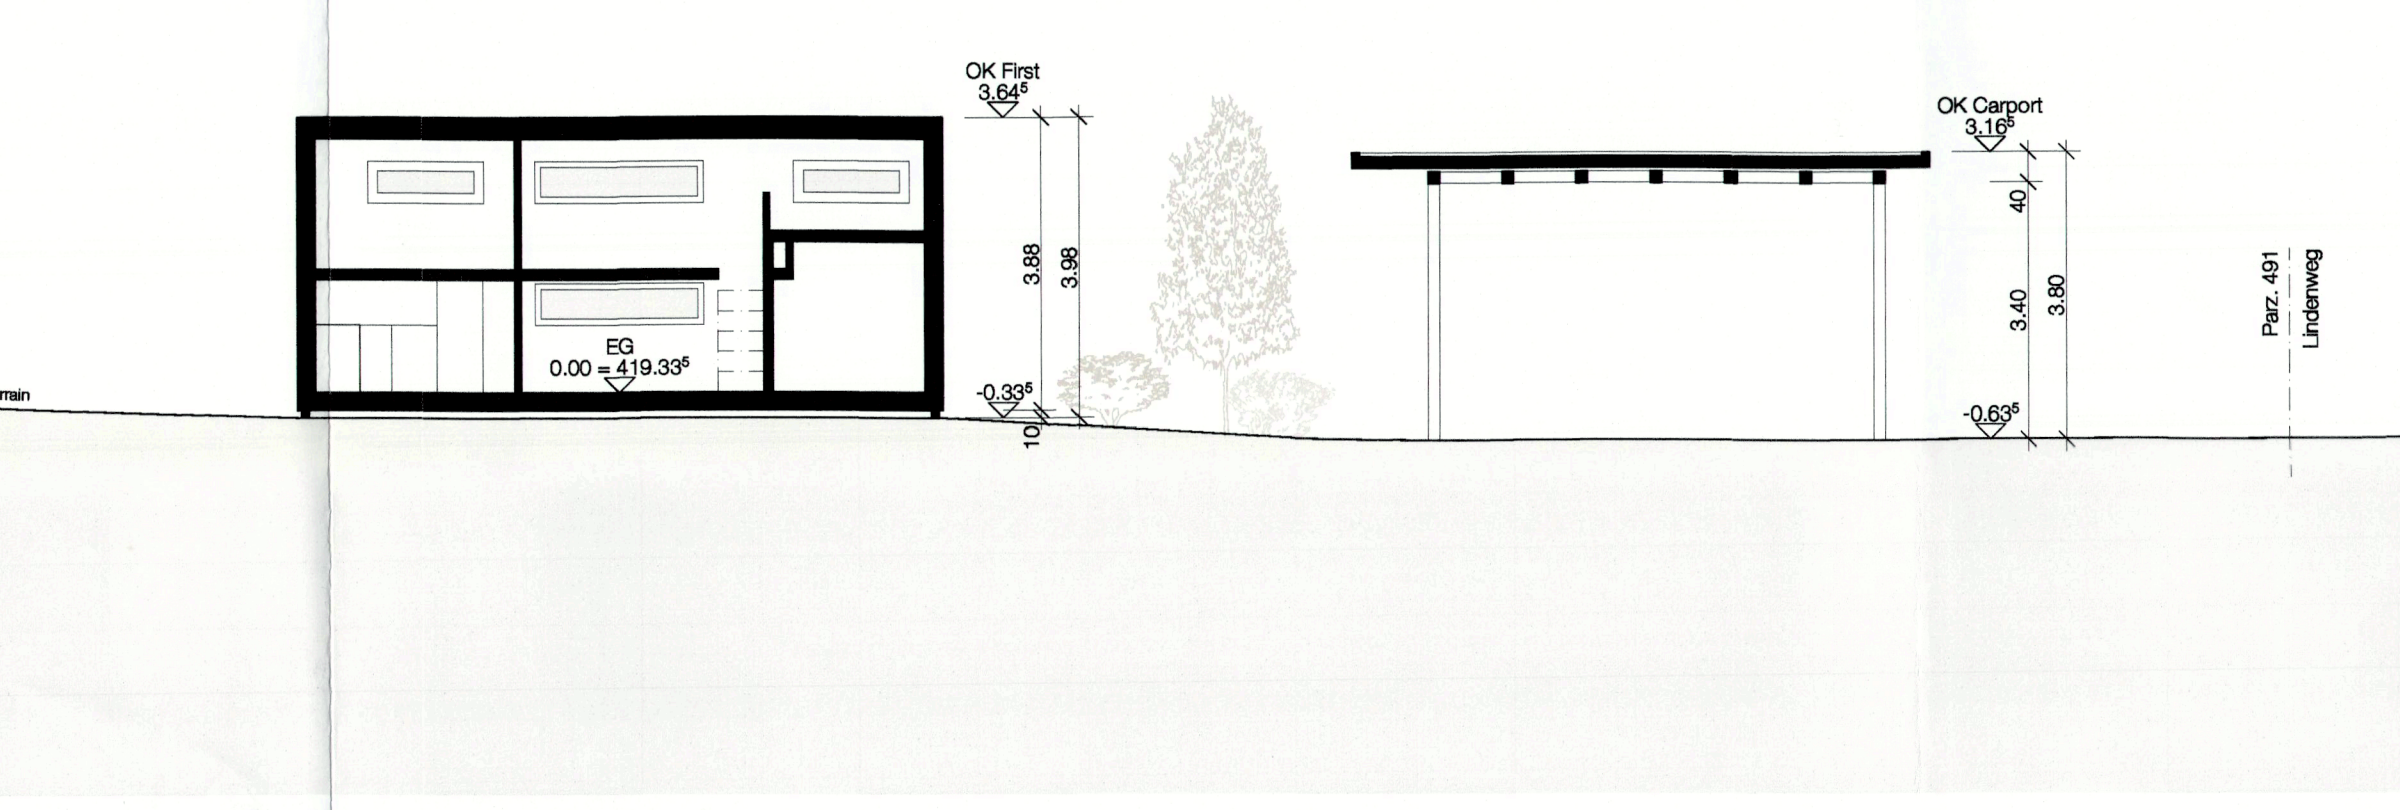 OK First
3.64⁵
OK Carport
3.16⁵
40
3.88
3.98
3.40
3.80
Parz. 491
Lindenweg
EG
0.00 = 419.33⁵
-0.33⁵
rrain
-0.63⁵
10